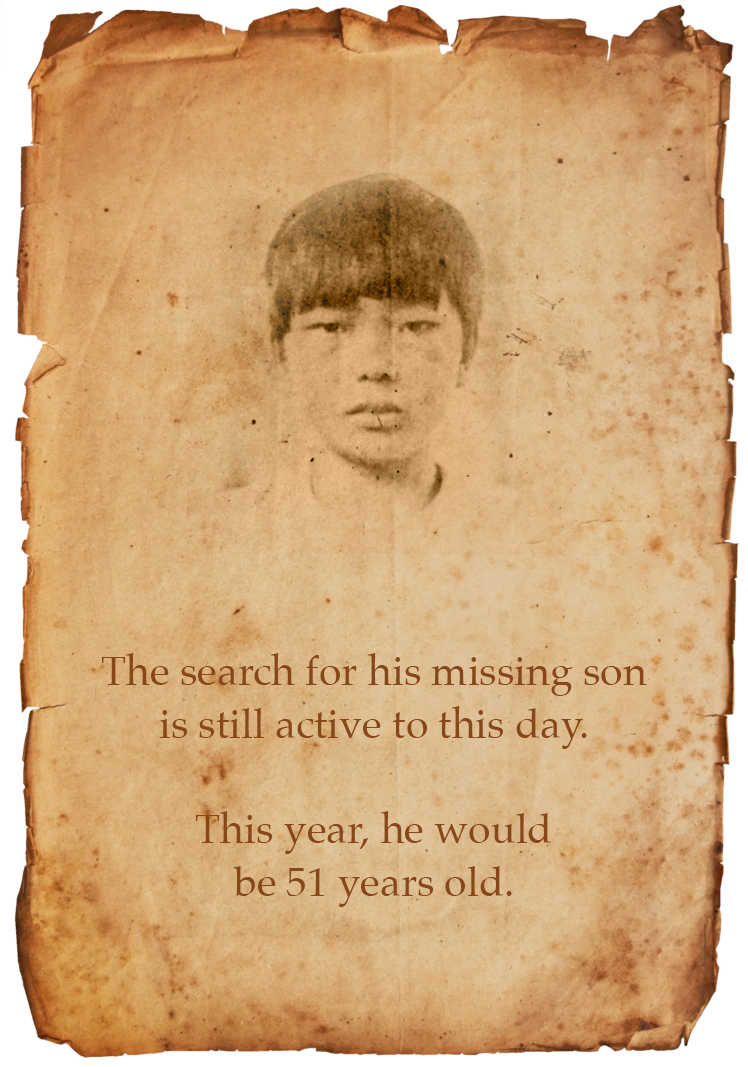 The search for his missing son
is still active to this day.
This year, he would
be 51 years old.